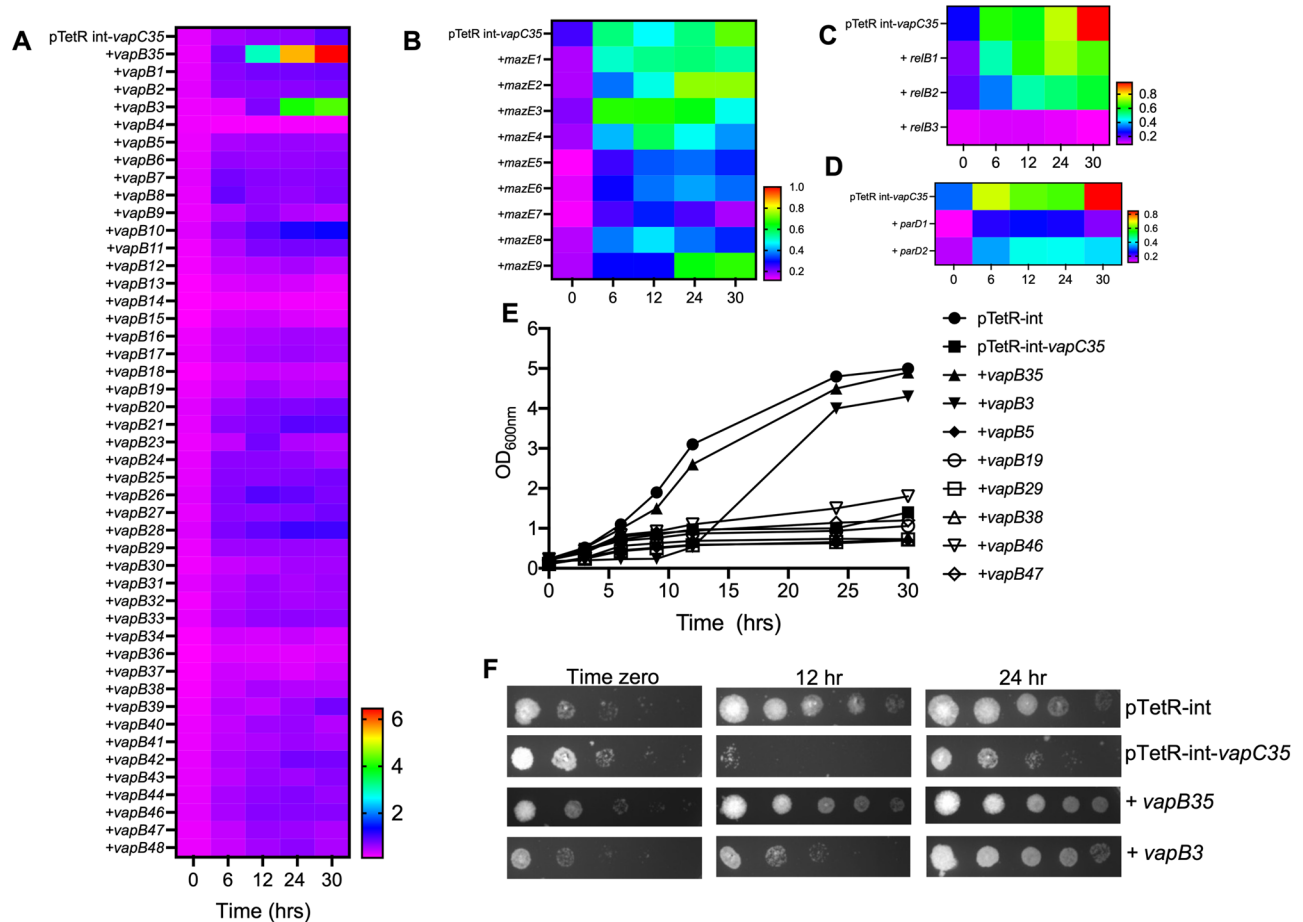 A
pTetR int-vapC35
+vapB35
+vapB1
+vapB2
+vapB3
+vapB4
+vapB5
+vapB6
+vapB7
+vapB8
+vapB9
+vapB10
+vapB11
+vapB12
+vapB13
+vapB14
+vapB15
+vapB16
+vapB17
+vapB18
+vapB19
+vapB20
+vapB21
+vapB23
+vapB24
+vapB25
+vapB26
+vapB27
+vapB28
+vapB29
+vapB30
+vapB31
+vapB32
+vapB33
+vapB34
+vapB36
+vapB37
+vapB38
+vapB39
+vapB40
+vapB41
+vapB42
+vapB43
+vapB44
+vapB46
+vapB47
+vapB48
0 6 12 24 30
Time (hrs)
6
4
2
B
pTetR int-vapC35
+mazE1
+mazE2
+mazE3
+mazE4
+mazE5
+mazE6
+mazE7
+mazE8
+mazE9
0 6 12 24 30
1.0
0.8
0.6
0.4
0.2
C
pTetR int-vapC35
+ relB1
+ relB2
+ relB3
0 6 12 24 30
0.8
0.6
0.4
0.2
D
pTetR int-vapC35
+ parD1
+ parD2
0 6 12 24 30
0.8
0.6
0.4
0.2
E
OD600nm
6
5
4
3
2
1
0
0 5 10 15 20 25 30
Time (hrs)
pTetR-int
pTetR-int-vapC35
+vapB35
+vapB3
+vapB5
+vapB19
+vapB29
+vapB38
+vapB46
+vapB47
F
Time zero 12 hr 24 hr
pTetR-int
pTetR-int-vapC35
+ vapB35
+ vapB3